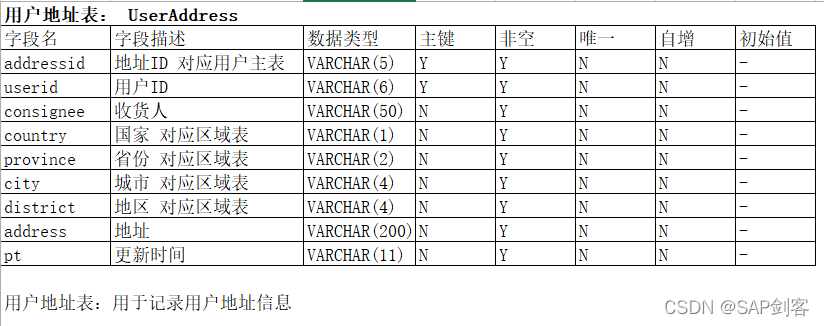 用户地址表： UserAddress
字段名 字段描述 数据类型 主键 非空 唯一 自增 初始值
addressid 地址ID 对应用户主表 VARCHAR(5) Y Y N N -
userid 用户ID VARCHAR(6) Y Y N N -
consignee 收货人 VARCHAR(50) N Y N N -
country 国家 对应区域表 VARCHAR(1) N Y N N -
province 省份 对应区域表 VARCHAR(2) N Y N N -
city 城市 对应区域表 VARCHAR(4) N Y N N -
district 地区 对应区域表 VARCHAR(4) N Y N N -
address 地址 VARCHAR(200) N Y N N -
pt 更新时间 VARCHAR(11) N Y N N -
用户地址表：用于记录用户地址信息
CSDN @SAP剑客